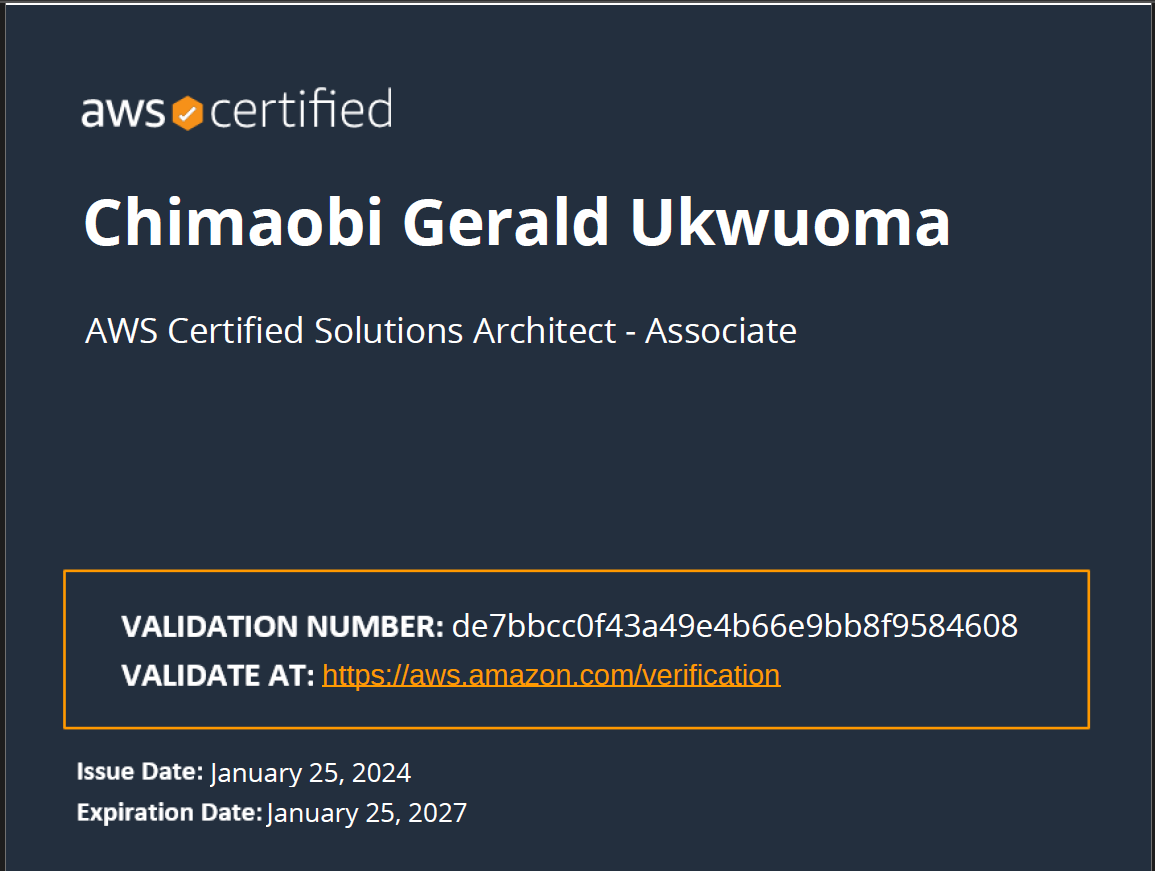 aws certified
Chimaobi Gerald Ukwuoma
AWS Certified Solutions Architect - Associate
VALIDATION NUMBER: de7bbcc0f43a49e4b66e9bb8f9584608
VALIDATE AT: https://aws.amazon.com/verification
Issue Date: January 25, 2024
Expiration Date: January 25, 2027